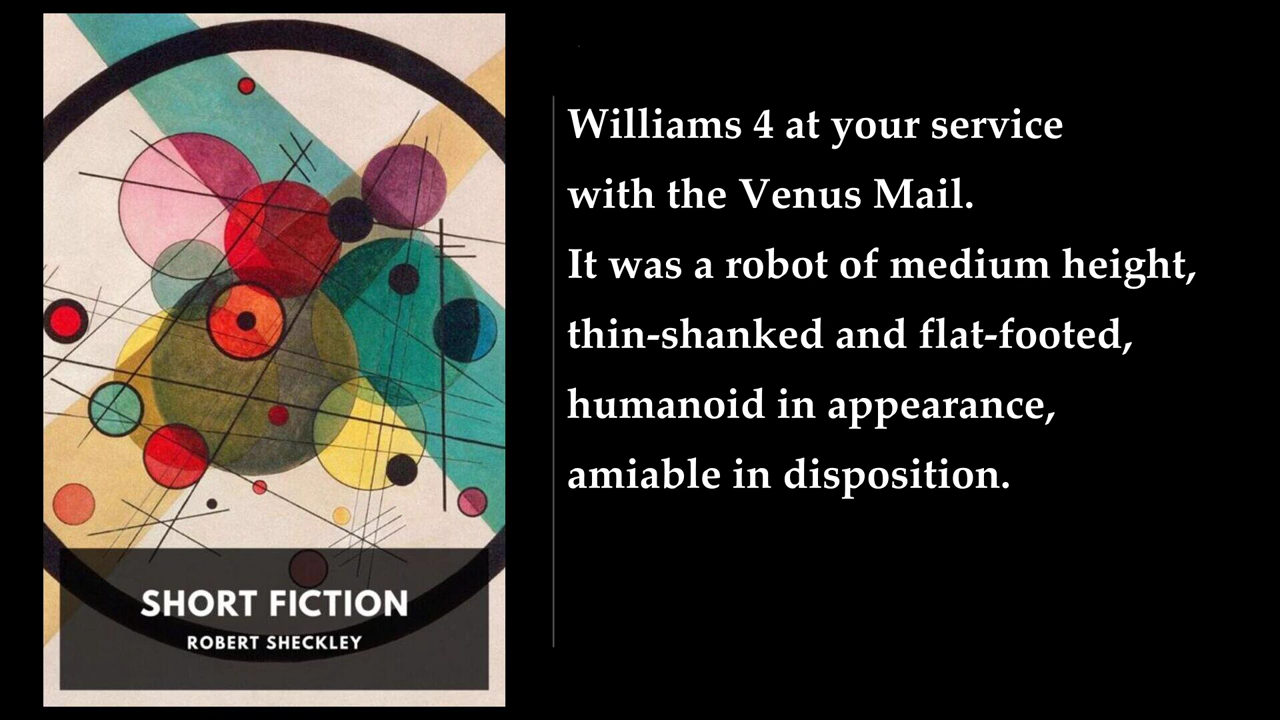 SHORT FICTION
ROBERT SHECKLEY
Williams 4 at your service
with the Venus Mail.
It was a robot of medium height,
thin-shanked and flat-footed,
humanoid in appearance,
amiable in disposition.